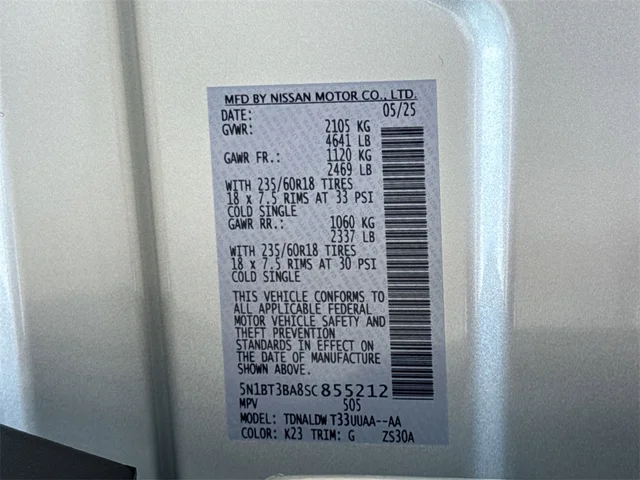 MFD BY NISSAN MOTOR CO., LTD.
DATE: 05/25
GVWR: 2105 KG
4641 LB
GAWR FR.: 1120 KG
2469 LB
WITH 235/60R18 TIRES
18 x 7.5 RIMS AT 33 PSI
COLD SINGLE
GAWR RR.: 1060 KG
2337 LB
WITH 235/60R18 TIRES
18 x 7.5 RIMS AT 30 PSI
COLD SINGLE
THIS VEHICLE CONFORMS TO
ALL APPLICABLE FEDERAL
MOTOR VEHICLE SAFETY AND
THEFT PREVENTION
STANDARDS IN EFFECT ON
THE DATE OF MANUFACTURE
SHOWN ABOVE.
5N1BT3BA8SC855212
MPV 505
MODEL: TDNALDW T33UUAA--AA
COLOR: K23 TRIM: G ZS30A